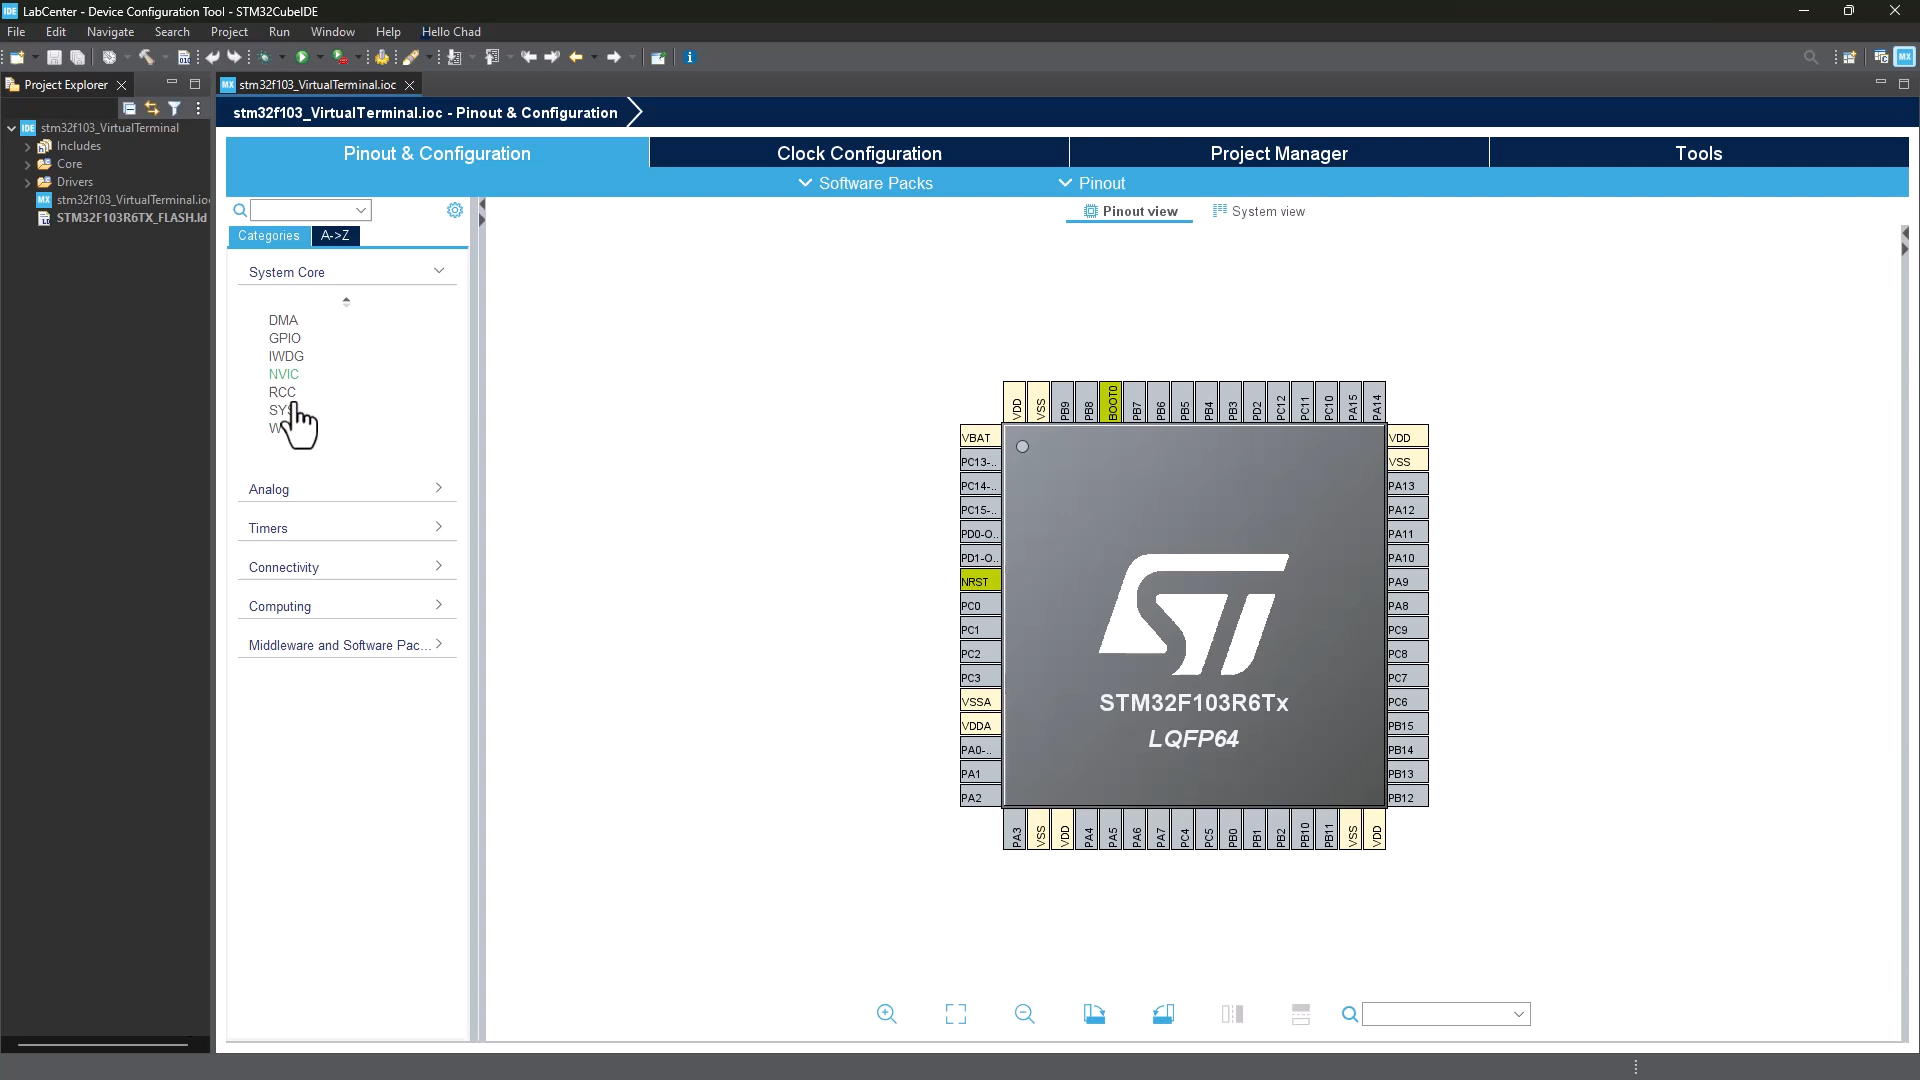 LabCenter - Device Configuration Tool - STM32CubeIDE
File Edit Navigate Search Project Run Window Help Hello Chad
Project Explorer
stm32f103_VirtualTerminal.ioc
stm32f103_VirtualTerminal
Includes
Core
Drivers
stm32f103_VirtualTerminal.io
STM32F103R6TX_FLASH.ld
stm32f103_VirtualTerminal.ioc - Pinout & Configuration
Pinout & Configuration
Clock Configuration
Project Manager
Tools
Software Packs
Pinout
Pinout view
System view
Categories
A->Z
System Core
DMA
GPIO
IWDG
NVIC
RCC
Analog
Timers
Connectivity
Computing
Middleware and Software Pac...
VDD VSS PB9 PB8 BOOT0 PB7 PB6 PB5 PB4 PB3 PD2 PC12 PC11 PC10 PA15 PA14
VBAT
PC13-..
PC14-..
PC15-..
PD0-O..
PD1-O..
NRST
PC0
PC1
PC2
PC3
VSSA
VDDA
PA0-..
PA1
PA2
STM32F103R6Tx
LQFP64
VDD
VSS
PA13
PA12
PA11
PA10
PA9
PA8
PC9
PC8
PC7
PC6
PB15
PB14
PB13
PB12
PA3 VSS VDD PA4 PA5 PA6 PA7 PC4 PC5 PB0 PB1 PB2 PB10 PB11 VSS VDD